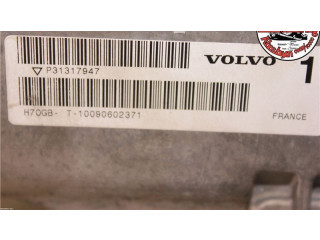 VOLVO 1
▽ P31317947
H7DGB- T-10090602371
FRANCE